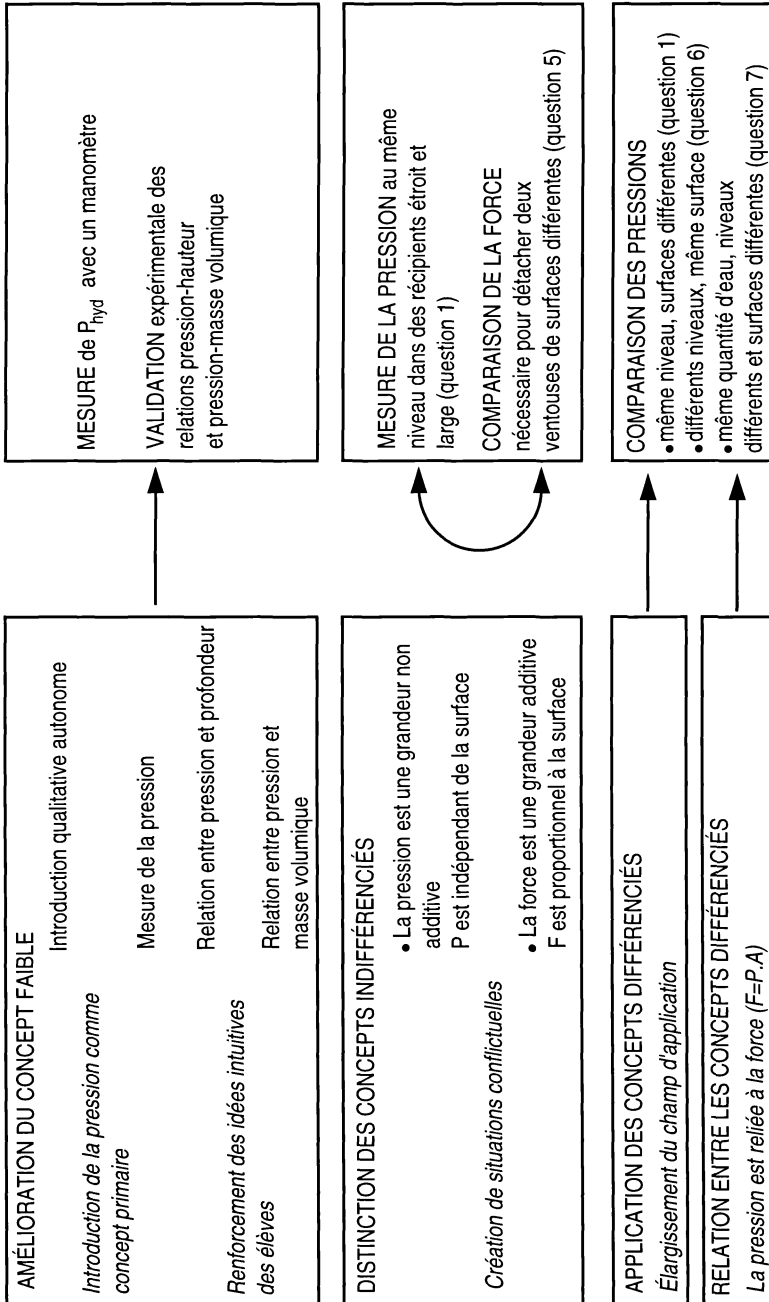 AMÉLIORATION DU CONCEPT FAIBLE
Introduction de la pression comme
concept primaire
Introduction qualitative autonome
Mesure de la pression
Renforcement des idées intuitives
des élèves
Relation entre pression et profondeur
Relation entre pression et
masse volumique
MESURE de Phyd avec un manomètre
VALIDATION expérimentale des
relations pression-hauteur
et pression-masse volumique
DISTINCTION DES CONCEPTS INDIFFÉRENCIÉS
• La pression est une grandeur non
additive
P est indépendant de la surface
Création de situations conflictuelles
• La force est une grandeur additive
F est proportionnel à la surface
MESURE DE LA PRESSION au même
niveau dans des récipients étroit et
large (question 1)
COMPARAISON DE LA FORCE
nécessaire pour détacher deux
ventouses de surfaces différentes (question 5)
APPLICATION DES CONCEPTS DIFFÉRENCIÉS
Élargissement du champ d'application
RELATION ENTRE LES CONCEPTS DIFFÉRENCIÉS
La pression est reliée à la force (F=P.A)
COMPARAISON DES PRESSIONS
• même niveau, surfaces différentes (question 1)
• différents niveaux, même surface (question 6)
• même quantité d'eau, niveaux
différents et surfaces différentes (question 7)